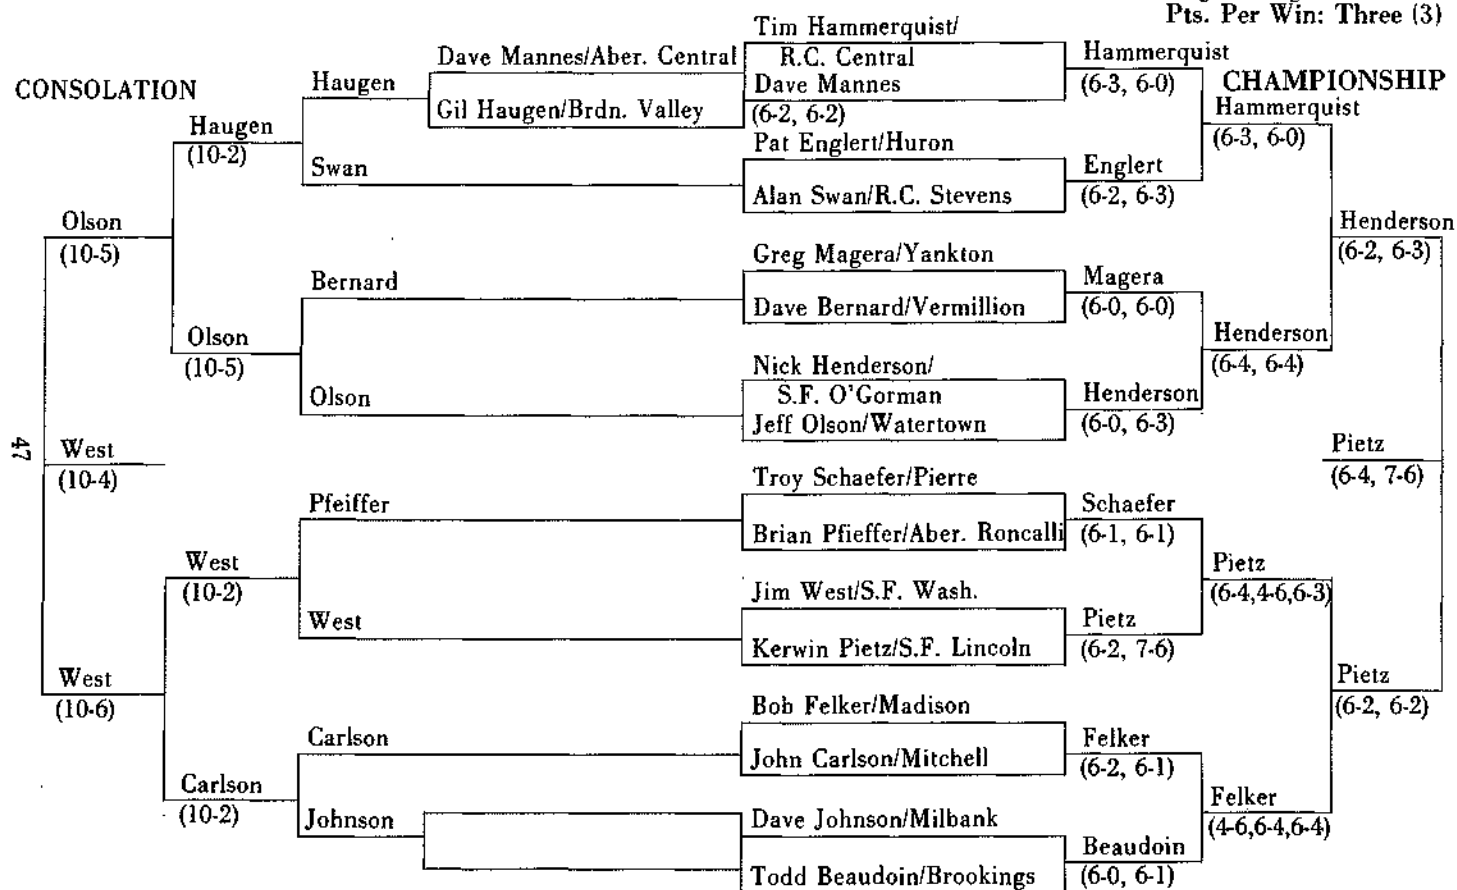 Pts. Per Win: Three (3)
CONSOLATION
CHAMPIONSHIP
Olson
(10-5)
West
(10-4)
West
(10-6)
Haugen
(10-2)
Olson
(10-5)
West
(10-2)
Carlson
(10-2)
Haugen
Swan
Bernard
Olson
Pfeiffer
West
Carlson
Johnson
Dave Mannes/Aber. Central
Gil Haugen/Brdn. Valley
Tim Hammerquist/
R.C. Central
Dave Mannes
(6-2, 6-2)
Pat Englert/Huron
Alan Swan/R.C. Stevens
Greg Magera/Yankton
Dave Bernard/Vermillion
Nick Henderson/
S.F. O'Gorman
Jeff Olson/Watertown
Troy Schaefer/Pierre
Brian Pfieffer/Aber. Roncalli
Jim West/S.F. Wash.
Kerwin Pietz/S.F. Lincoln
Bob Felker/Madison
John Carlson/Mitchell
Dave Johnson/Milbank
Todd Beaudoin/Brookings
Hammerquist
(6-3, 6-0)
Englert
(6-2, 6-3)
Magera
(6-0, 6-0)
Henderson
(6-0, 6-3)
Schaefer
(6-1, 6-1)
Pietz
(6-2, 7-6)
Felker
(6-2, 6-1)
Beaudoin
(6-0, 6-1)
Hammerquist
(6-3, 6-0)
Henderson
(6-4, 6-4)
Pietz
(6-4,4-6,6-3)
Felker
(4-6,6-4,6-4)
Henderson
(6-2, 6-3)
Pietz
(6-2, 6-2)
Pietz
(6-4, 7-6)
47